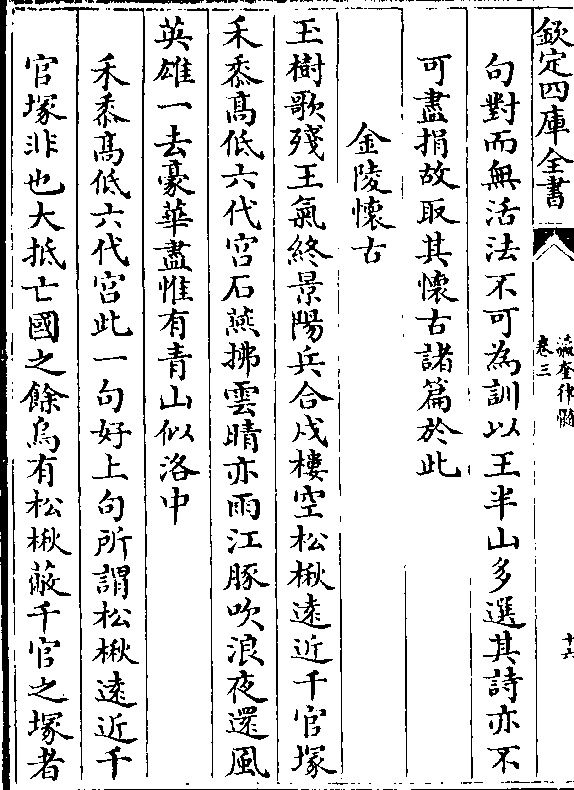 欽定四庫全書
瀛奎律髓
卷三
十六
句對而無活法不可為訓以王半山多選其詩亦不
可盡捐故取其懷古諸篇於此
金陵懷古
玉樹歌殘王氣終景陽兵合戍樓空松楸遠近千官塚
禾黍髙低六代宫石燕拂雲晴亦雨江豚吹浪夜還風
英雄一去豪華盡惟有青山似洛中
禾黍髙低六代宫此一句好上句所謂松楸遠近千
官塚非也大抵亡國之餘烏有松楸蔽千官之塚者